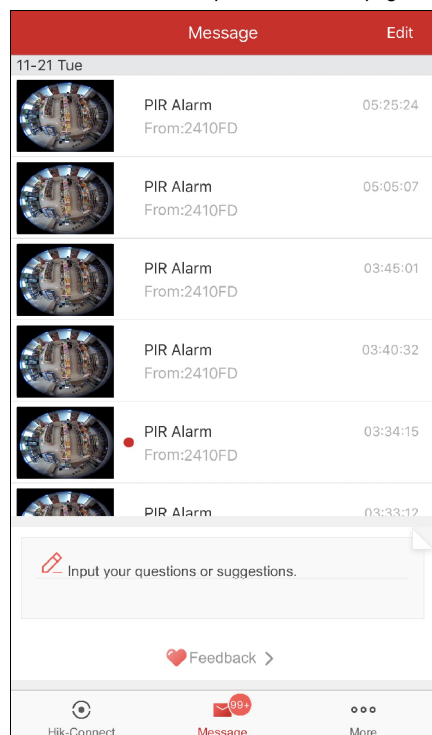 Message
Edit
11-21 Tue
PIR Alarm
05:25:24
From:2410FD
PIR Alarm
05:05:07
From:2410FD
PIR Alarm
03:45:01
From:2410FD
PIR Alarm
03:40:32
From:2410FD
PIR Alarm
03:34:15
From:2410FD
PIR Alarm
03:33:12
Input your questions or suggestions.
Feedback
99+
Hik-Connect
Message
More